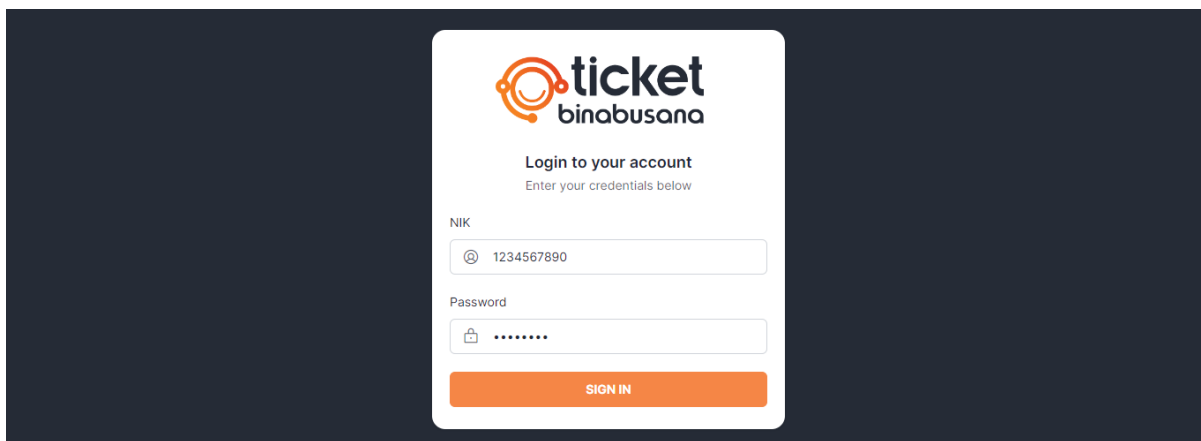 ticket
binabusana
Login to your account
Enter your credentials below
NIK
1234567890
Password
••••••••
SIGN IN